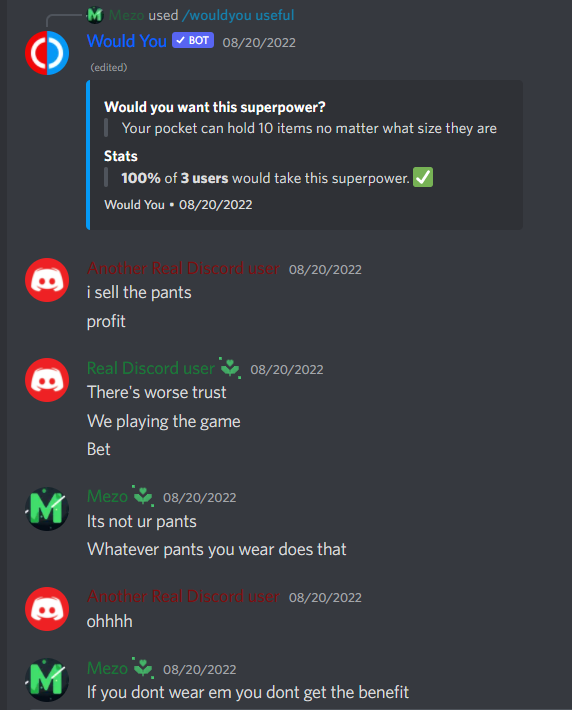 Mezo used /wouldyou useful
Would You ✓ BOT 08/20/2022
(edited)
Would you want this superpower?
Your pocket can hold 10 items no matter what size they are
Stats
100% of 3 users would take this superpower. ✅
Would You • 08/20/2022
Another Real Discord user 08/20/2022
i sell the pants
profit
Real Discord user 08/20/2022
There's worse trust
We playing the game
Bet
Mezo 08/20/2022
Its not ur pants
Whatever pants you wear does that
Another Real Discord user 08/20/2022
ohhhh
Mezo 08/20/2022
If you dont wear em you dont get the benefit